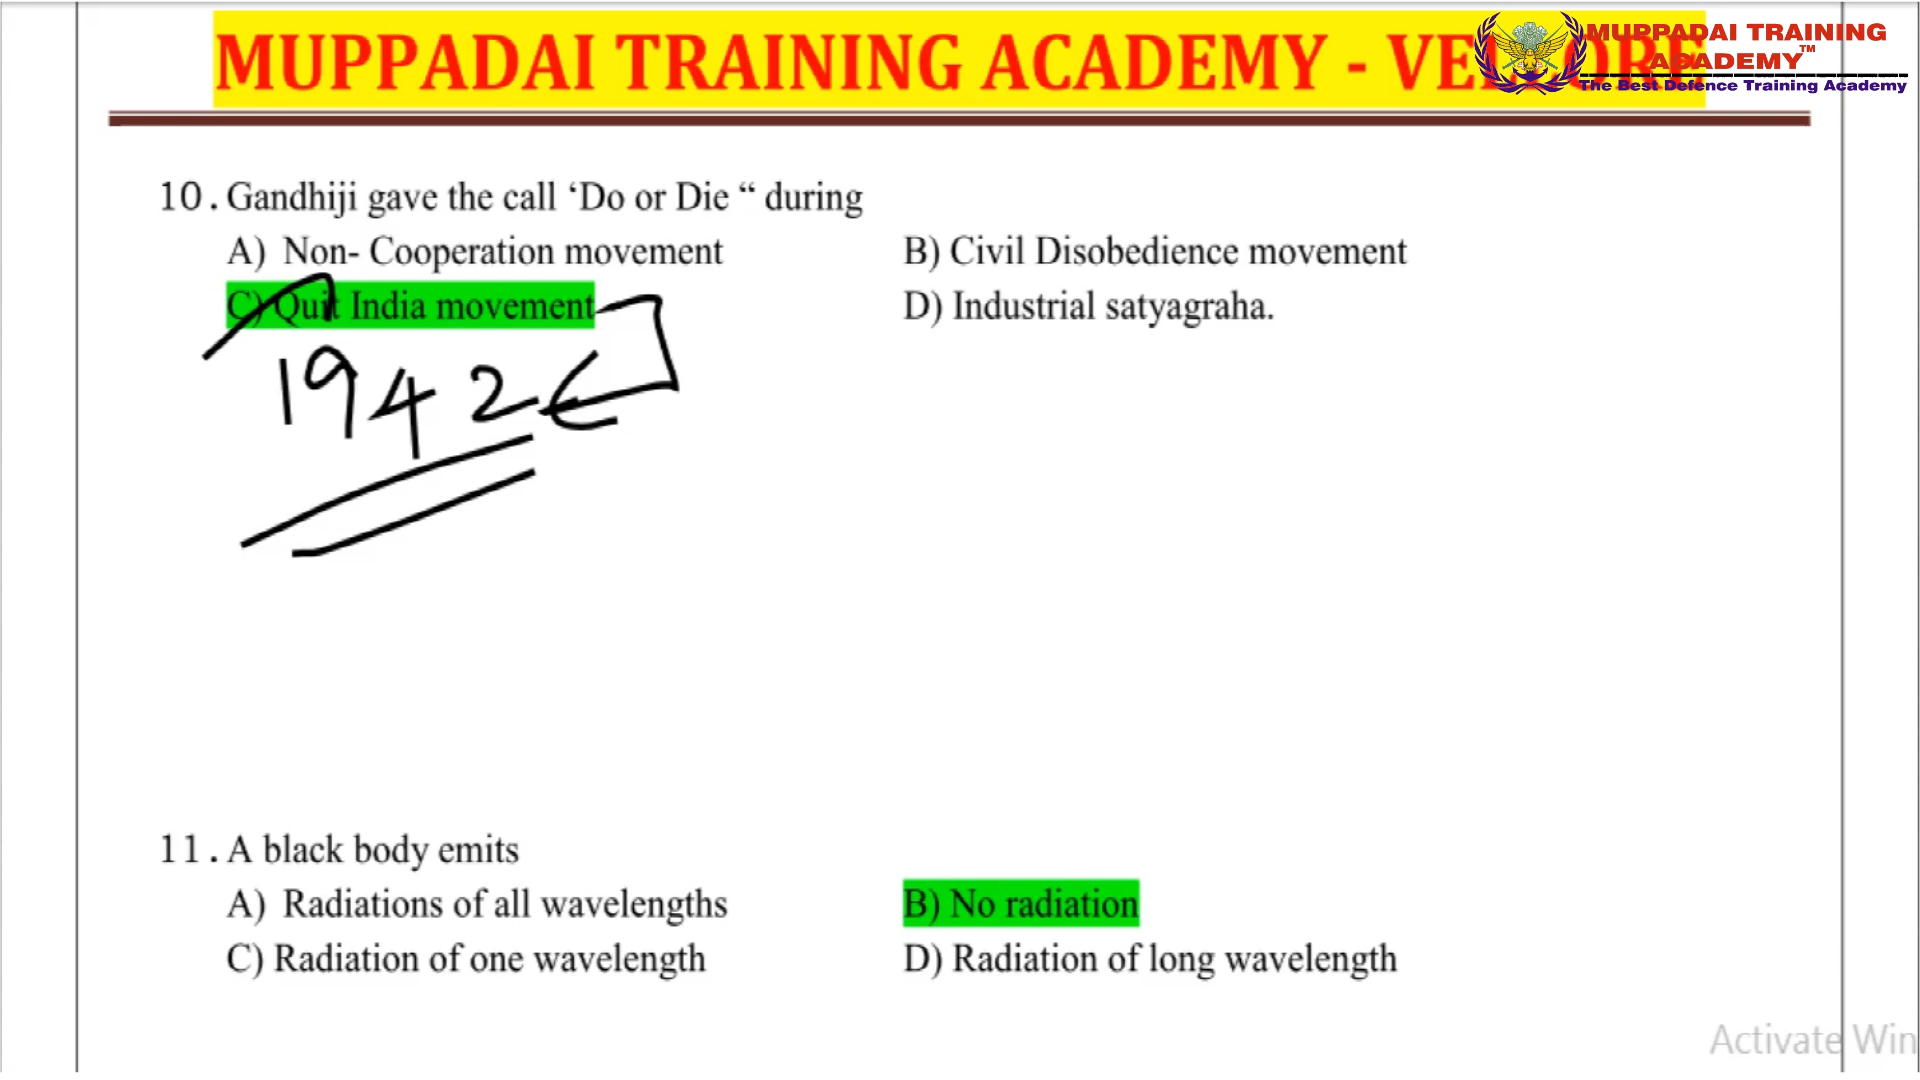 MUPPADAI TRAINING ACADEMY - VELLORE
MUPPADAI TRAINING
ACADEMY™
The Best Defence Training Academy
10. Gandhiji gave the call ‘Do or Die “ during
A) Non- Cooperation movement
B) Civil Disobedience movement
C) Quit India movement
D) Industrial satyagraha.
1942
11. A black body emits
A) Radiations of all wavelengths
B) No radiation
C) Radiation of one wavelength
D) Radiation of long wavelength
Activate Win